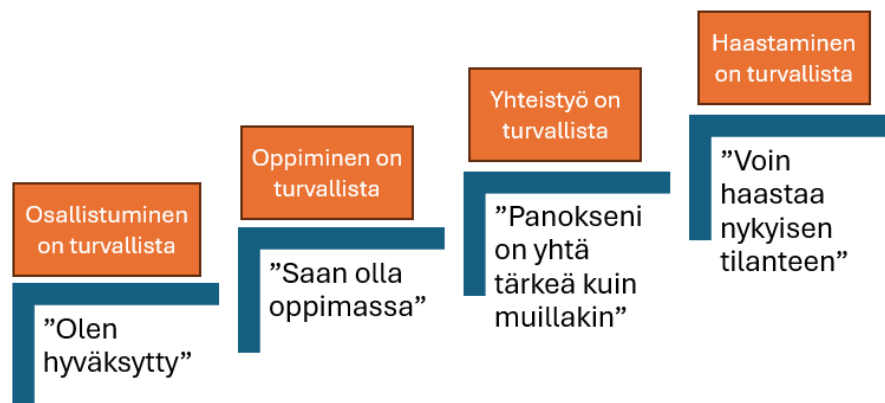 Osallistuminen
on turvallista
”Olen
hyväksytty”
Oppiminen on
turvallista
”Saan olla
oppimassa”
Yhteistyö on
turvallista
”Panokseni
on yhtä
tärkeä kuin
muillakin”
Haastaminen
on turvallista
”Voin
haastaa
nykyisen
tilanteen”